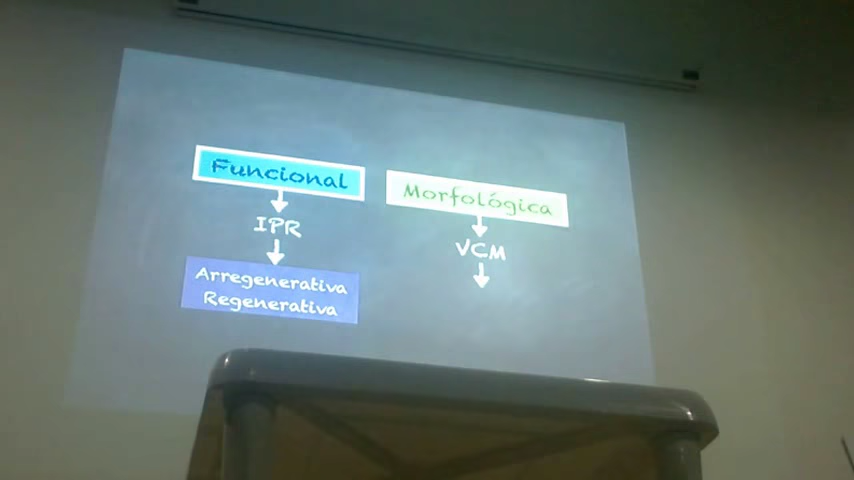 Funcional
IPR
Arregenerativa
Regenerativa
Morfológica
VCM